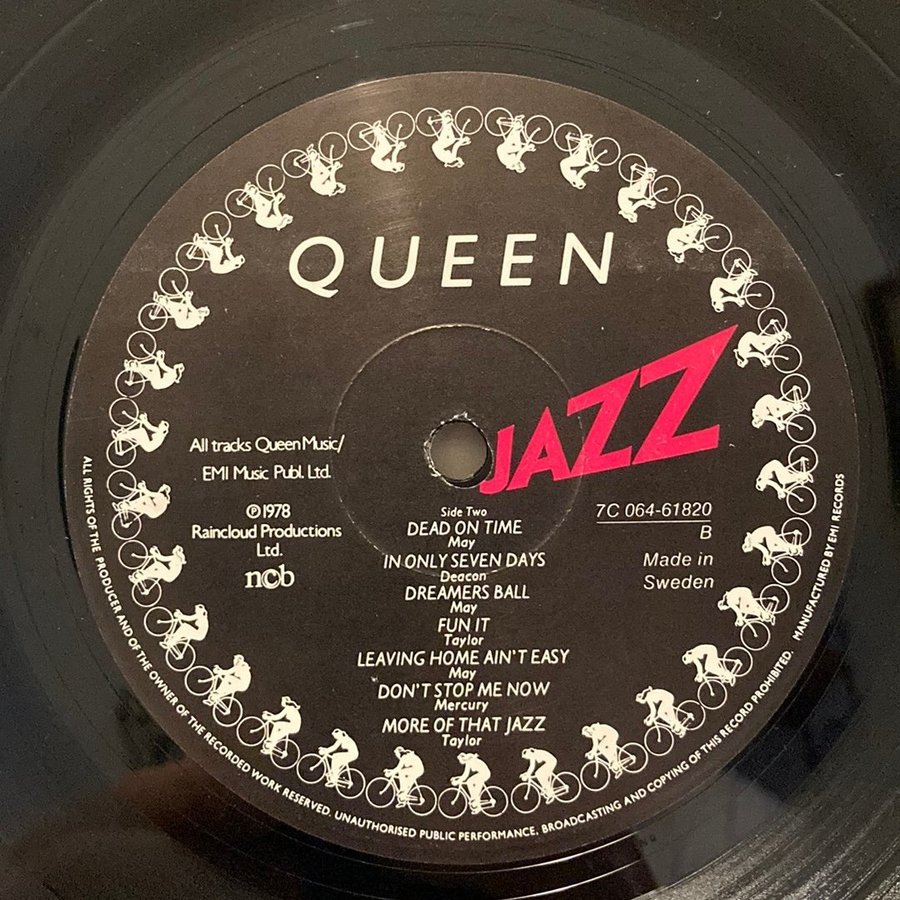 QUEEN
JAZZ
All tracks Queen Music/
EMI Music Publ. Ltd.
℗1978
Raincloud Productions
Ltd.
ncb
7C 064-61820
B
Made in
Sweden
Side Two
DEAD ON TIME
May
IN ONLY SEVEN DAYS
Deacon
DREAMERS BALL
May
FUN IT
Taylor
LEAVING HOME AIN'T EASY
May
DON'T STOP ME NOW
Mercury
MORE OF THAT JAZZ
Taylor
ALL RIGHTS OF THE PRODUCER AND OF THE OWNER OF THE RECORDED WORK RESERVED. UNAUTHORISED PUBLIC PERFORMANCE, BROADCASTING AND COPYING OF THIS RECORD PROHIBITED. MANUFACTURED BY EMI RECORDS